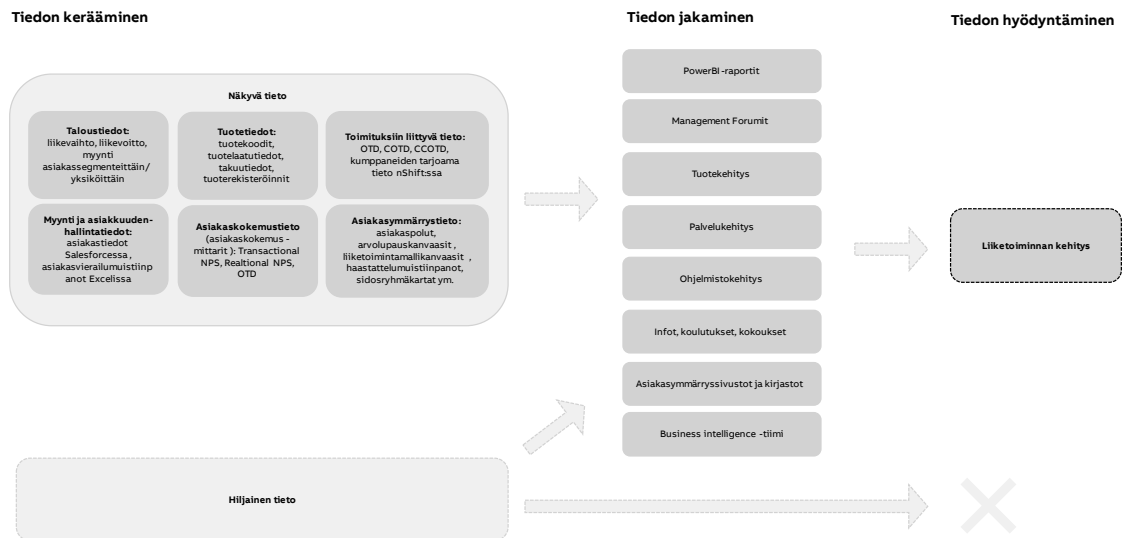 Tiedon kerääminen
Tiedon jakaminen
Tiedon hyödyntäminen
Näkyvä tieto
Taloustiedot:
liikevaihto, liikevoitto,
myynti
asiakassegmenteittäin/
yksiköittäin
Tuotetiedot:
tuotekoodit,
tuotelaatutiedot,
takuutiedot,
tuoterekisteröinnit
Toimituksiin liittyvä tieto:
OTD, COTD, CCOTD,
kumppaneiden tarjoama
tieto nShift:ssa
Myynti ja asiakkuuden-
hallintatiedot:
asiakastiedot
Salesforcessa ,
asiakasvierailumuistiinp
anot Excelissa
Asiakaskokemustieto
(asiakaskokemus -
mittarit ): Transactional
NPS, Realtional NPS,
OTD
Asiakasymmärrystieto:
asiakaspolut,
arvolupauskanvaasit ,
liiketoimintamallikanvaasit ,
haastattelumuistiinpanot,
sidosryhmäkartat ym.
Hiljainen tieto
PowerBI-raportit
Management Forumit
Tuotekehitys
Palvelukehitys
Ohjelmistokehitys
Infot, koulutukset, kokoukset
Asiakasymmärryssivustot ja kirjastot
Business intelligence -tiimi
Liiketoiminnan kehitys